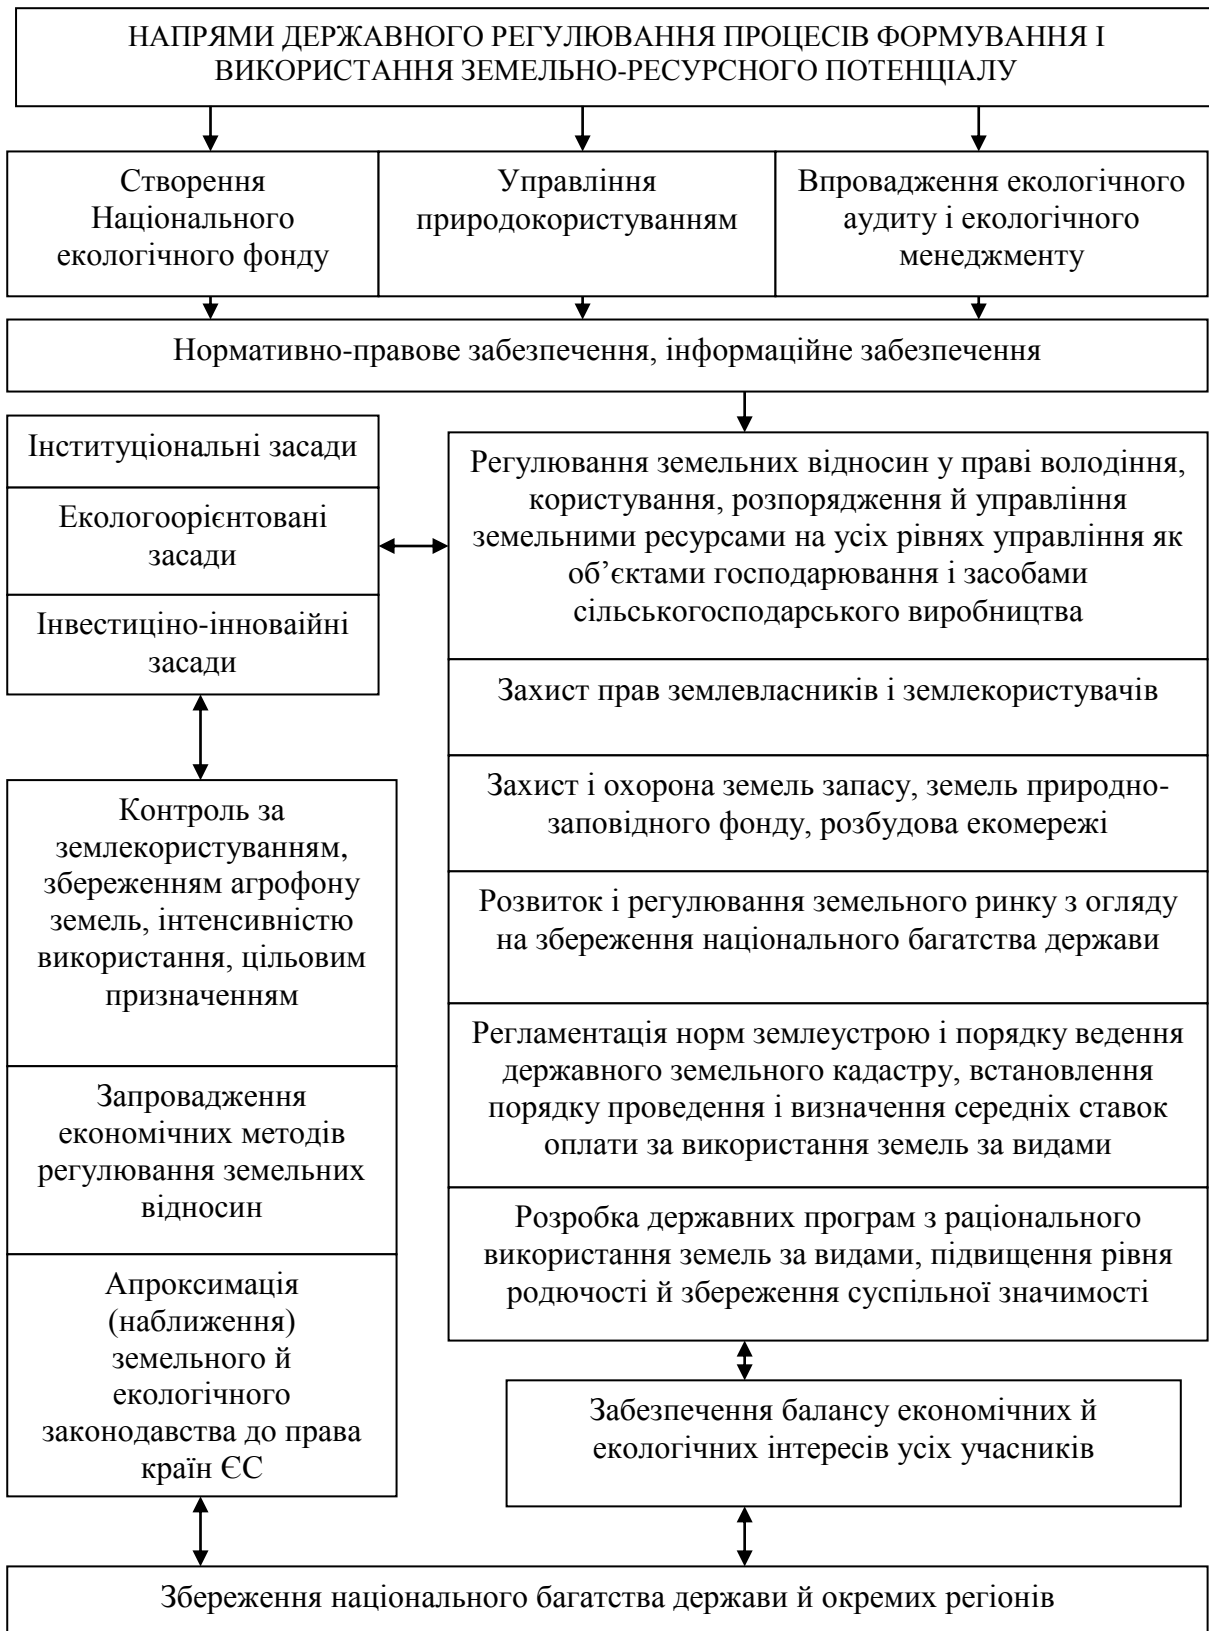 НАПРЯМИ ДЕРЖАВНОГО РЕГУЛЮВАННЯ ПРОЦЕСІВ ФОРМУВАННЯ І
ВИКОРИСТАННЯ ЗЕМЕЛЬНО-РЕСУРСНОГО ПОТЕНЦІАЛУ
Створення
Національного
екологічного фонду
Управління
природокористуванням
Впровадження екологічного
аудиту і екологічного
менеджменту
Нормативно-правове забезпечення, інформаційне забезпечення
Інституціональні засади
Екологоорієнтовані
засади
Інвестиціно-інноваійні
засади
Контроль за
землекористуванням,
збереженням агрофону
земель, інтенсивністю
використання, цільовим
призначенням
Запровадження
економічних методів
регулювання земельних
відносин
Апроксимація
(наближення)
земельного й
екологічного
законодавства до права
країн ЄС
Регулювання земельних відносин у праві володіння,
користування, розпорядження й управління
земельними ресурсами на усіх рівнях управління як
об’єктами господарювання і засобами
сільськогосподарського виробництва
Захист прав землевласників і землекористувачів
Захист і охорона земель запасу, земель природно-
заповідного фонду, розбудова екомережі
Розвиток і регулювання земельного ринку з огляду
на збереження національного багатства держави
Регламентація норм землеустрою і порядку ведення
державного земельного кадастру, встановлення
порядку проведення і визначення середніх ставок
оплати за використання земель за видами
Розробка державних програм з раціонального
використання земель за видами, підвищення рівня
родючості й збереження суспільної значимості
Забезпечення балансу економічних й
екологічних інтересів усіх учасників
Збереження національного багатства держави й окремих регіонів